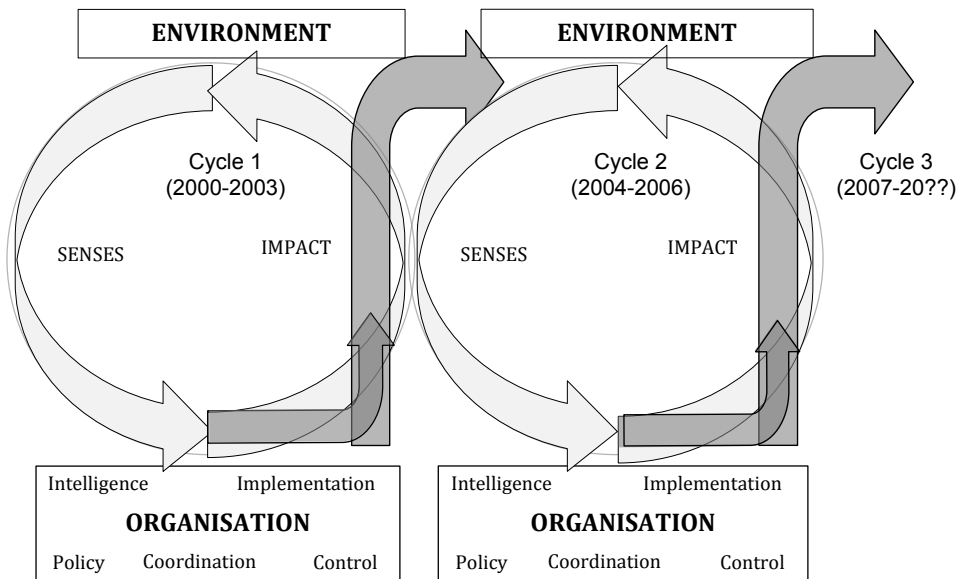 ENVIRONMENT
ENVIRONMENT
Cycle 1
(2000-2003)
Cycle 2
(2004-2006)
Cycle 3
(2007-20??)
SENSES
IMPACT
SENSES
IMPACT
Intelligence
Implementation
ORGANISATION
Policy
Coordination
Control
Intelligence
Implementation
ORGANISATION
Policy
Coordination
Control